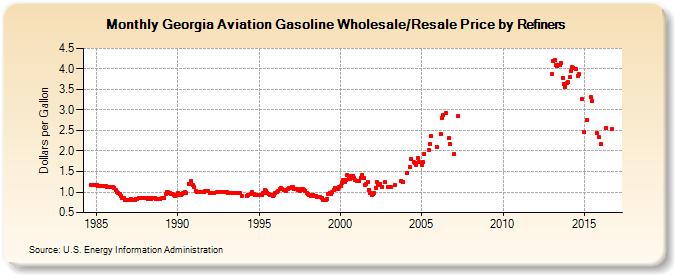 Monthly Georgia Aviation Gasoline Wholesale/Resale Price by Refiners
Dollars per Gallon
4.5
4.0
3.5
3.0
2.5
2.0
1.5
1.0
0.5
1985 1990 1995 2000 2005 2010 2015
Source: U.S. Energy Information Administration